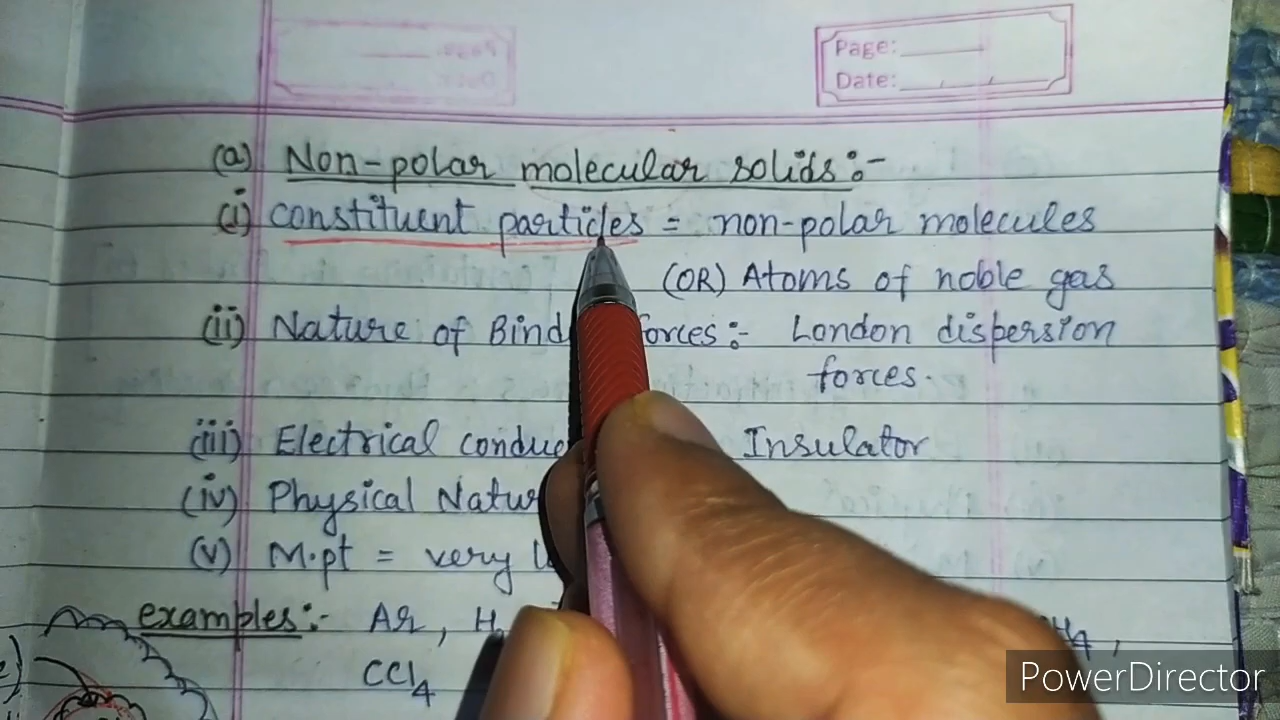 Page:
Date:
(a) Non-polar molecular solids:-
(i) constituent particles = non-polar molecules
(OR) Atoms of noble gas
(ii) Nature of Bind forces:- London dispersion
forces.
(iii) Electrical conduc Insulator
(iv) Physical Natur
(v) M.pt = very
examples:- Ar, H₂
CCl₄
PowerDirector